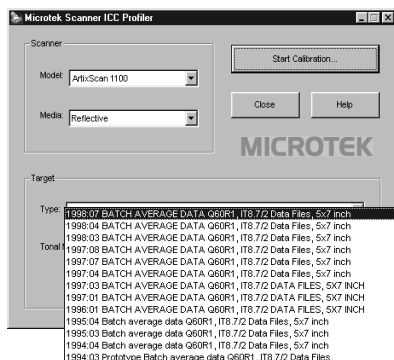 Microtek Scanner ICC Profiler
Scanner
Model: ArtixScan 1100
Media: Reflective
Start Calibration...
Close Help
MICROTEK
Target
Type:
Tonal
1998:07 BATCH AVERAGE DATA Q60R1, IT8.7/2 Data Files, 5x7 inch
1998:04 BATCH AVERAGE DATA Q60R1, IT8.7/2 Data Files, 5x7 inch
1998:03 BATCH AVERAGE DATA Q60R1, IT8.7/2 Data Files, 5x7 inch
1997:08 BATCH AVERAGE DATA Q60R1, IT8.7/2 Data Files, 5x7 inch
1997:07 BATCH AVERAGE DATA Q60R1, IT8.7/2 Data Files, 5x7 inch
1997:04 BATCH AVERAGE DATA Q60R1, IT8.7/2 Data Files, 5x7 inch
1997:03 BATCH AVERAGE DATA Q60R1, IT8.7/2 DATA FILES, 5X7 INCH
1997:01 BATCH AVERAGE DATA Q60R1, IT8.7/2 DATA FILES, 5X7 INCH
1996:01 BATCH AVERAGE DATA Q60R1, IT8.7/2 DATA FILES, 5X7 INCH
1995:04 Batch average data Q60R1, IT8.7/2 Data Files, 5x7 inch
1995:03 Batch average data Q60R1, IT8.7/2 Data Files, 5x7 inch
1994:04 Batch average data Q60R1, IT8.7/2 Data Files, 5x7 inch
1994:03 Prototype Batch average data Q60R1, IT8.7/2 Data Files,